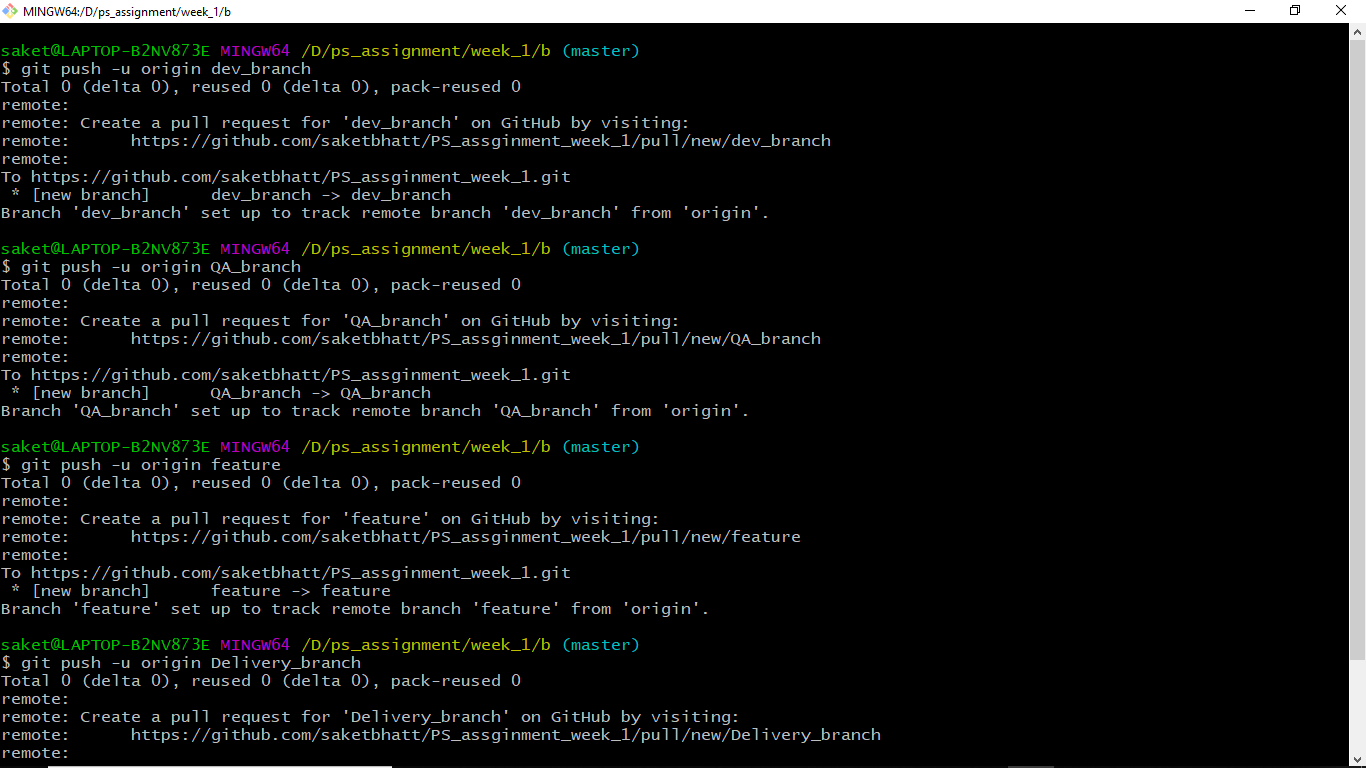 MINGW64:/D/ps_assignment/week_1/b
saket@LAPTOP-B2NV873E MINGW64 /D/ps_assignment/week_1/b (master)
$ git push -u origin dev_branch
Total 0 (delta 0), reused 0 (delta 0), pack-reused 0
remote:
remote: Create a pull request for 'dev_branch' on GitHub by visiting:
remote:      https://github.com/saketbhatt/PS_assginment_week_1/pull/new/dev_branch
remote:
To https://github.com/saketbhatt/PS_assginment_week_1.git
 * [new branch]      dev_branch -> dev_branch
Branch 'dev_branch' set up to track remote branch 'dev_branch' from 'origin'.
saket@LAPTOP-B2NV873E MINGW64 /D/ps_assignment/week_1/b (master)
$ git push -u origin QA_branch
Total 0 (delta 0), reused 0 (delta 0), pack-reused 0
remote:
remote: Create a pull request for 'QA_branch' on GitHub by visiting:
remote:      https://github.com/saketbhatt/PS_assginment_week_1/pull/new/QA_branch
remote:
To https://github.com/saketbhatt/PS_assginment_week_1.git
 * [new branch]      QA_branch -> QA_branch
Branch 'QA_branch' set up to track remote branch 'QA_branch' from 'origin'.
saket@LAPTOP-B2NV873E MINGW64 /D/ps_assignment/week_1/b (master)
$ git push -u origin feature
Total 0 (delta 0), reused 0 (delta 0), pack-reused 0
remote:
remote: Create a pull request for 'feature' on GitHub by visiting:
remote:      https://github.com/saketbhatt/PS_assginment_week_1/pull/new/feature
remote:
To https://github.com/saketbhatt/PS_assginment_week_1.git
 * [new branch]      feature -> feature
Branch 'feature' set up to track remote branch 'feature' from 'origin'.
saket@LAPTOP-B2NV873E MINGW64 /D/ps_assignment/week_1/b (master)
$ git push -u origin Delivery_branch
Total 0 (delta 0), reused 0 (delta 0), pack-reused 0
remote:
remote: Create a pull request for 'Delivery_branch' on GitHub by visiting:
remote:      https://github.com/saketbhatt/PS_assginment_week_1/pull/new/Delivery_branch
remote: